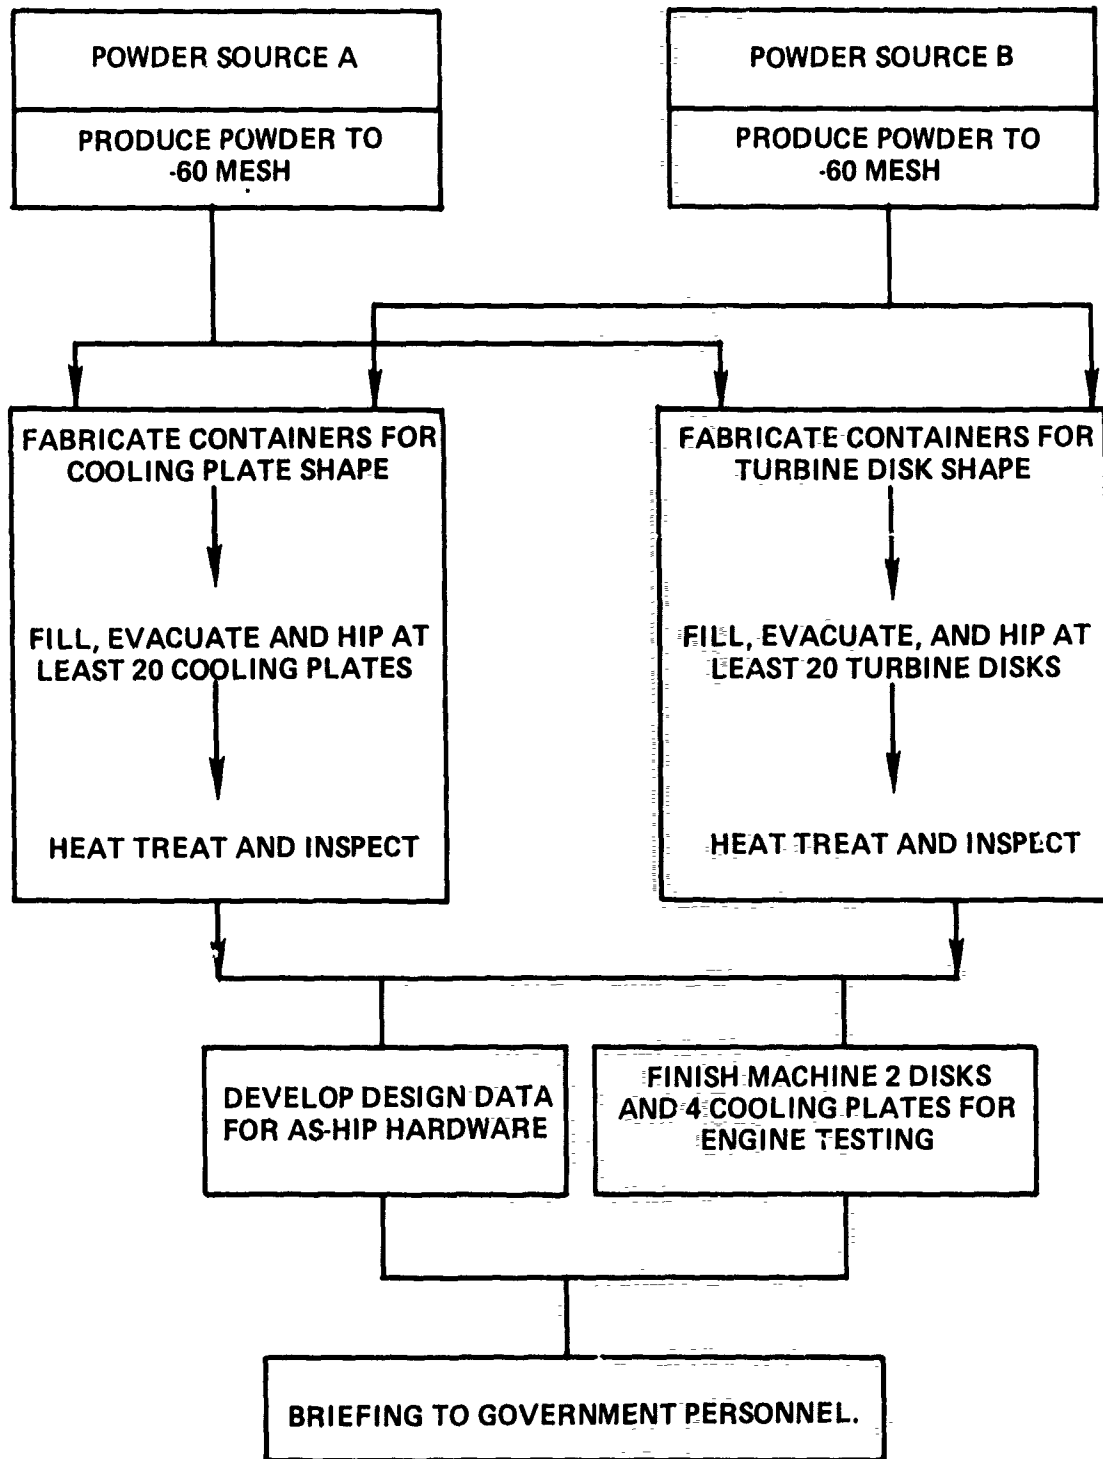 POWDER SOURCE A
PRODUCE POWDER TO
-60 MESH
POWDER SOURCE B
PRODUCE POWDER TO
-60 MESH
FABRICATE CONTAINERS FOR
COOLING PLATE SHAPE
FILL, EVACUATE AND HIP AT
LEAST 20 COOLING PLATES
HEAT TREAT AND INSPECT
FABRICATE CONTAINERS FOR
TURBINE DISK SHAPE
FILL, EVACUATE, AND HIP AT
LEAST 20 TURBINE DISKS
HEAT TREAT AND INSPECT
DEVELOP DESIGN DATA
FOR AS-HIP HARDWARE
FINISH MACHINE 2 DISKS
AND 4 COOLING PLATES FOR
ENGINE TESTING
BRIEFING TO GOVERNMENT PERSONNEL.